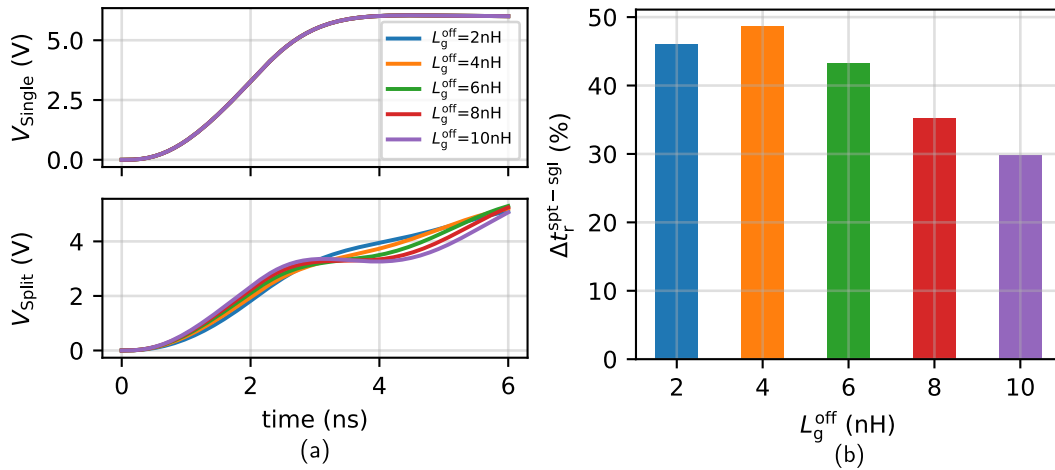 V_Single (V)
5.0
2.5
0.0
L_g^off=2nH
L_g^off=4nH
L_g^off=6nH
L_g^off=8nH
L_g^off=10nH
V_Split (V)
4
2
0
0 2 4 6
time (ns)
(a)
Δt_r^spt−sgl (%)
50
40
30
20
10
0
2 4 6 8 10
L_g^off (nH)
(b)